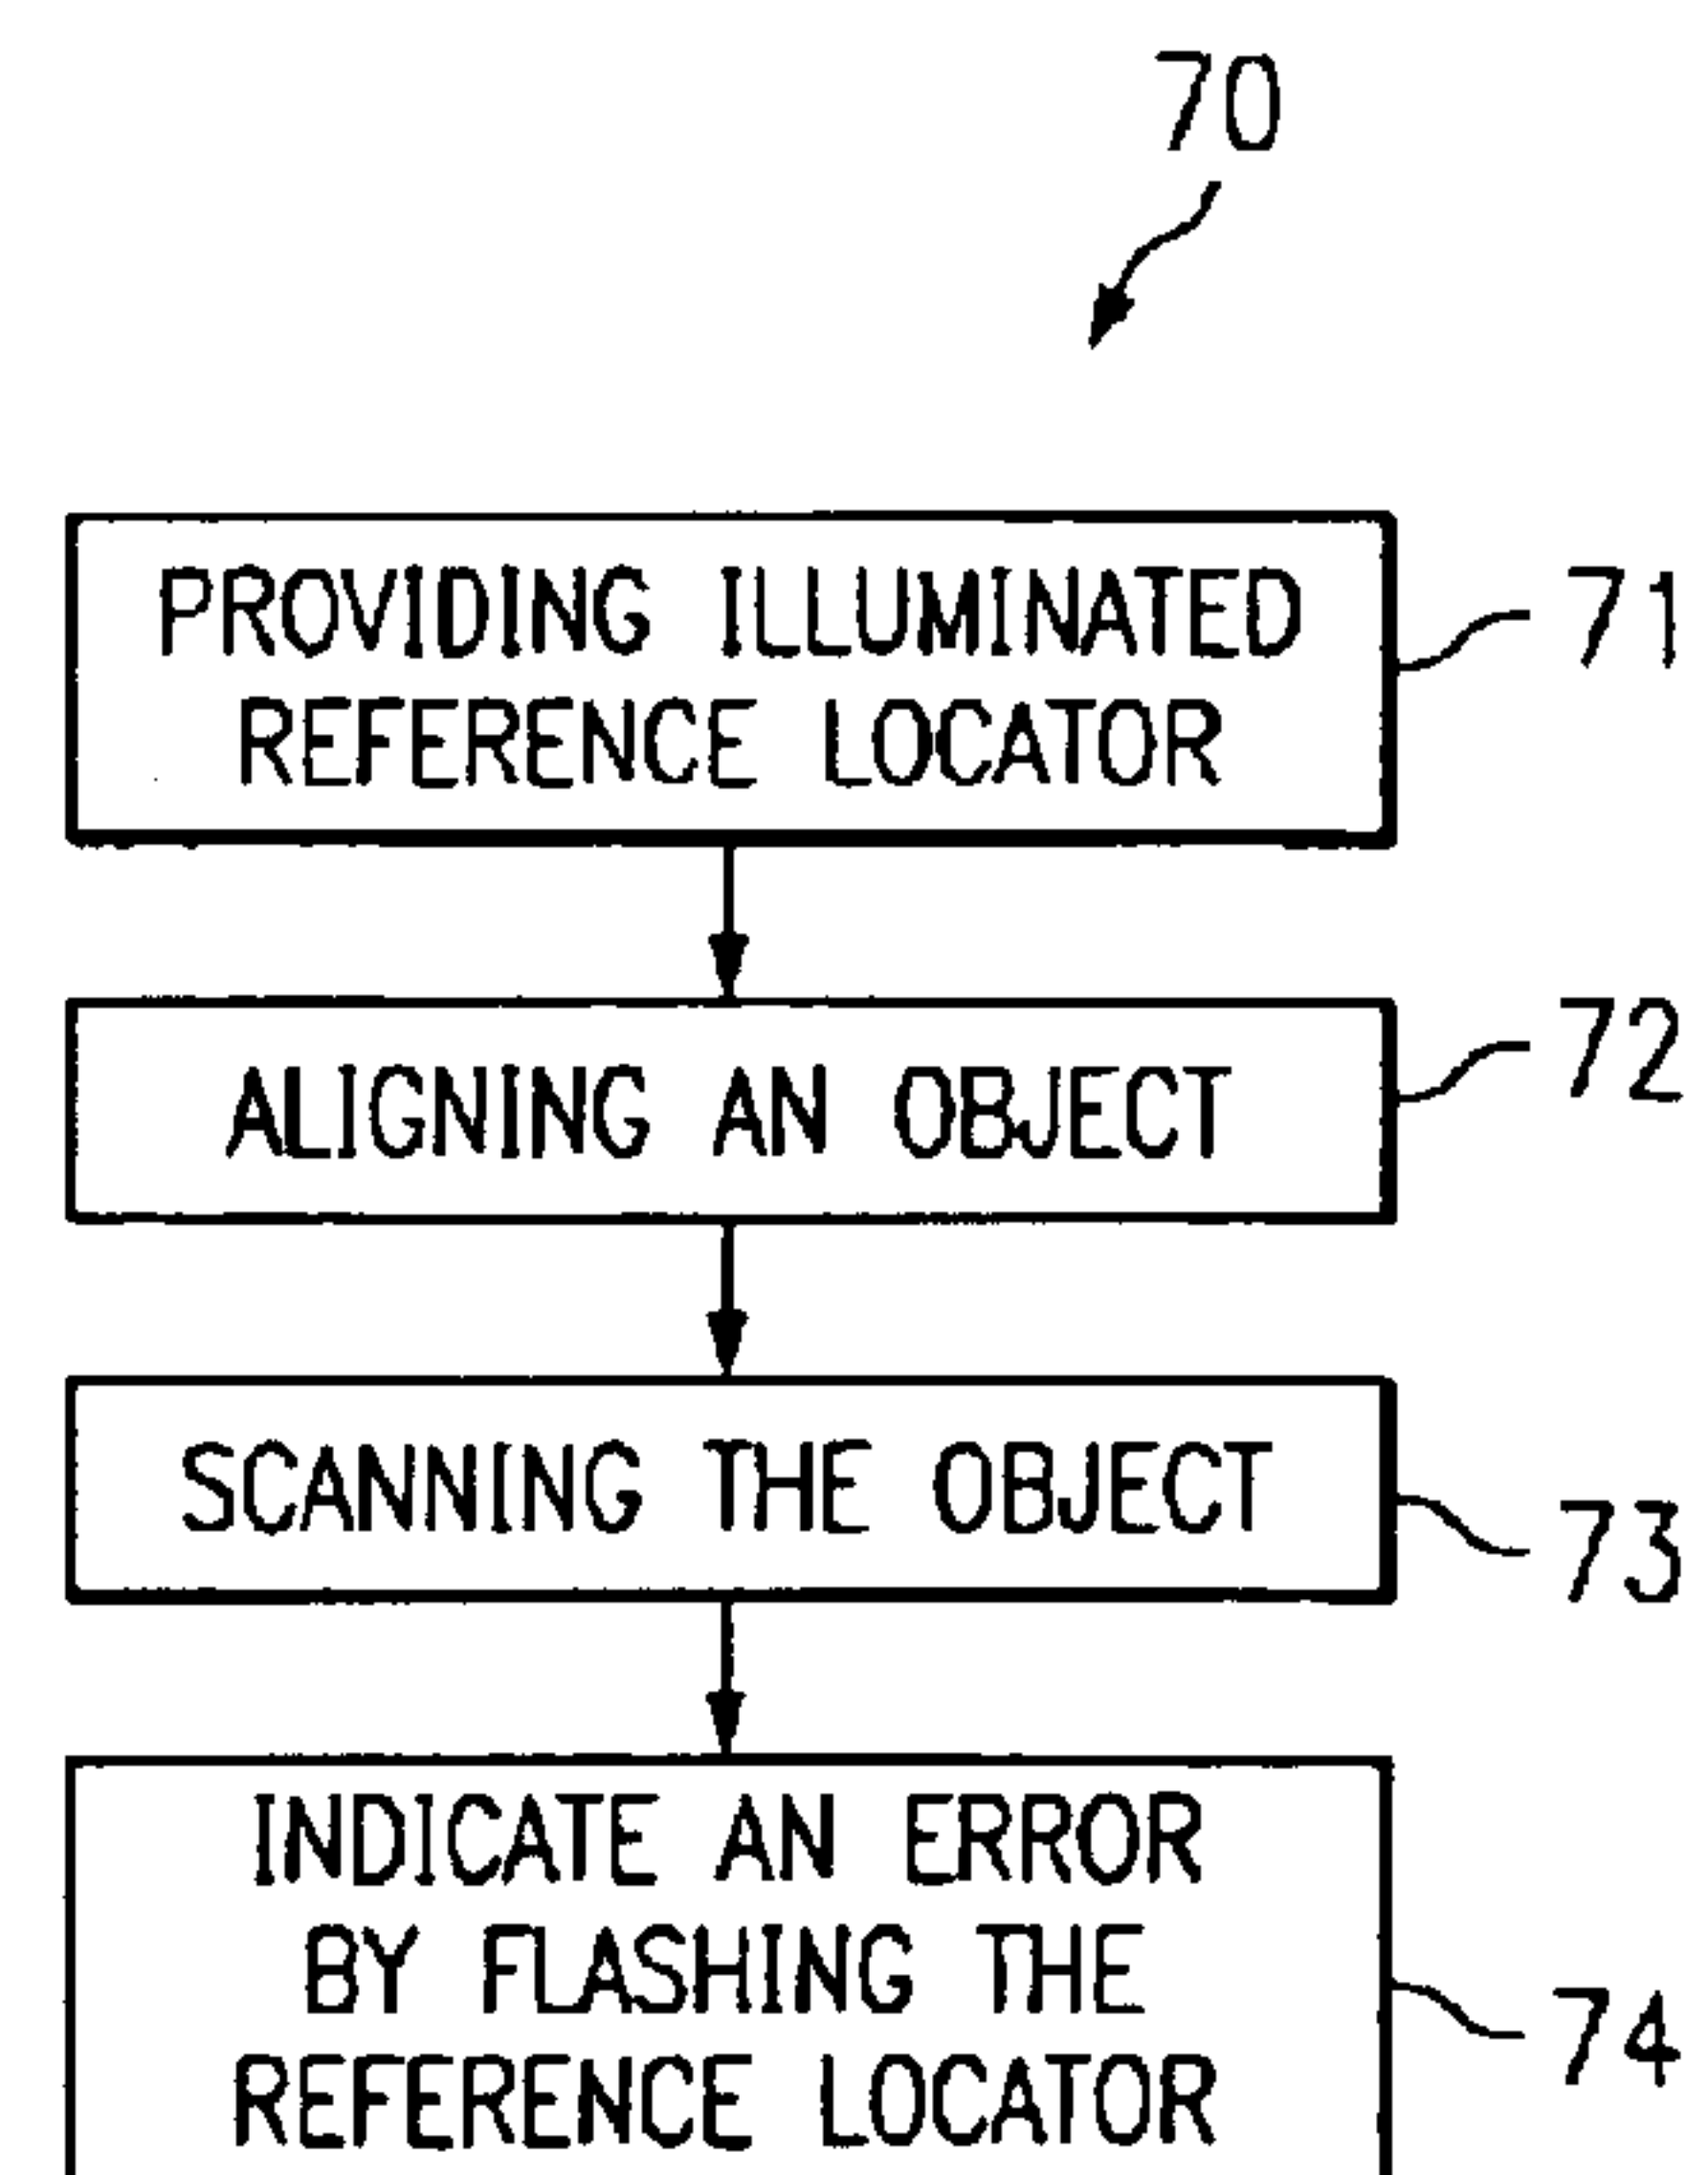 70
PROVIDING ILLUMINATED
REFERENCE LOCATOR
71
ALIGNING AN OBJECT
72
SCANNING THE OBJECT
73
INDICATE AN ERROR
BY FLASHING THE
REFERENCE LOCATOR
74